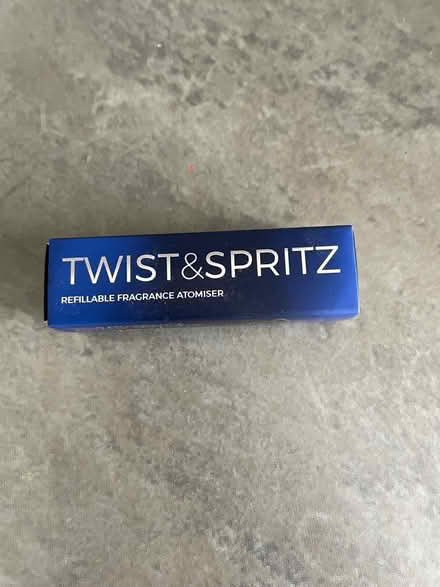 TWIST&SPRITZ
REFILLABLE FRAGRANCE ATOMISER